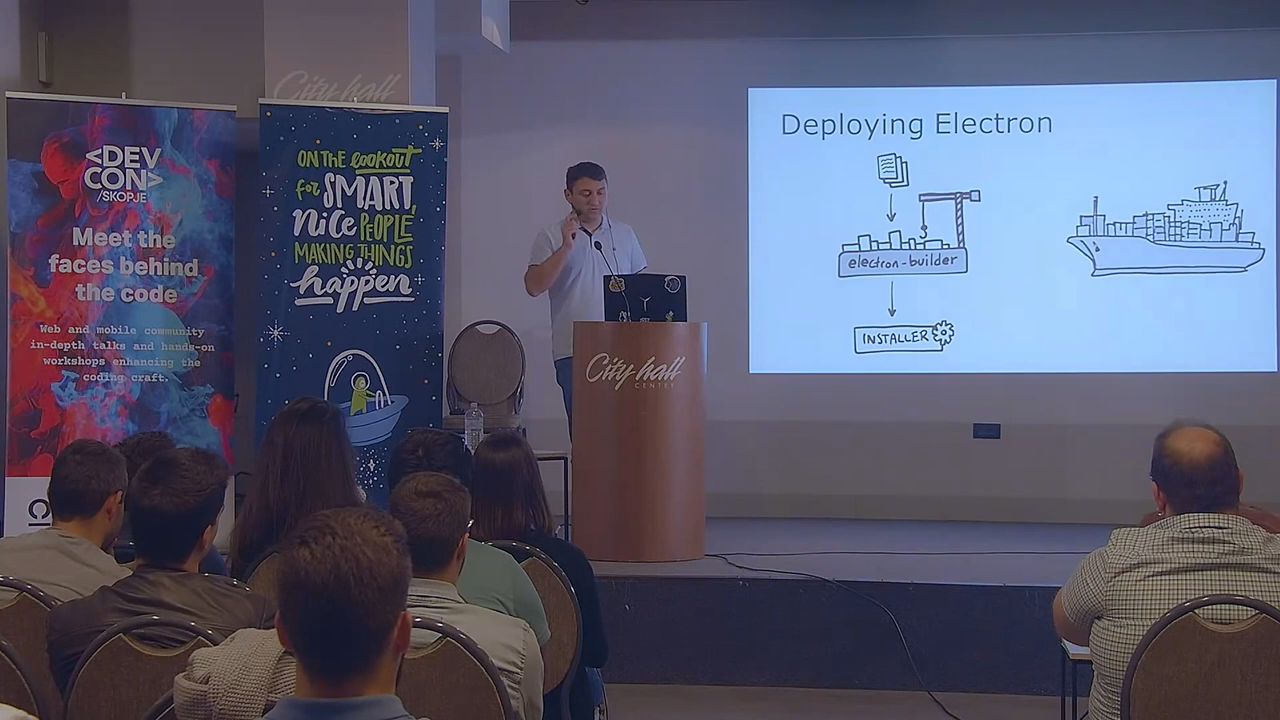 City hall
<DEV
CON>
/SKOPJE
Meet the
faces behind
the code
Web and mobile community
in-depth talks and hands-on
workshops enhancing the
coding craft.
ON THE lookout
for SMART,
nice PEOPLE
MAKING THINGS
happen
City hall
CENTER
Deploying Electron
electron-builder
INSTALLER